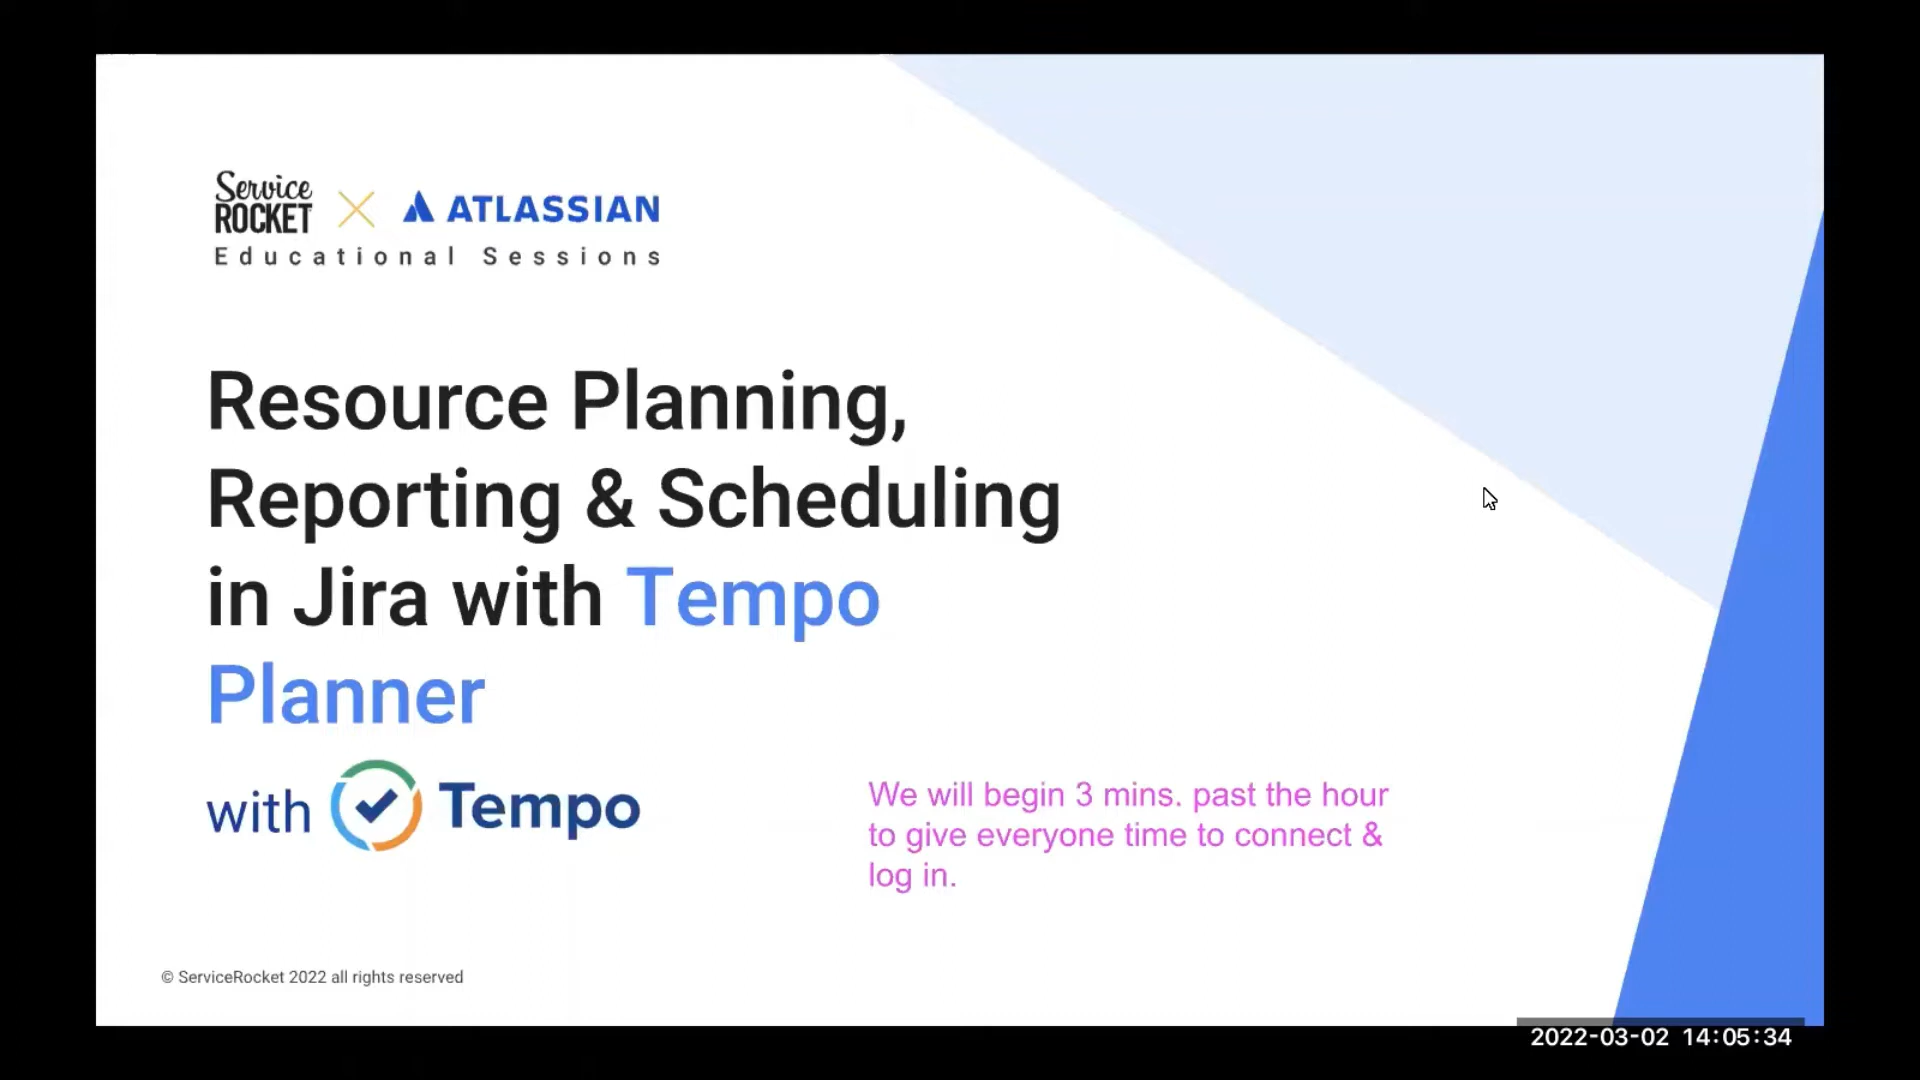 Service
ROCKET
ATLASSIAN
Educational Sessions
Resource Planning,
Reporting & Scheduling
in Jira with Tempo
Planner
with Tempo
We will begin 3 mins. past the hour
to give everyone time to connect &
log in.
© ServiceRocket 2022 all rights reserved
2022-03-02 14:05:34